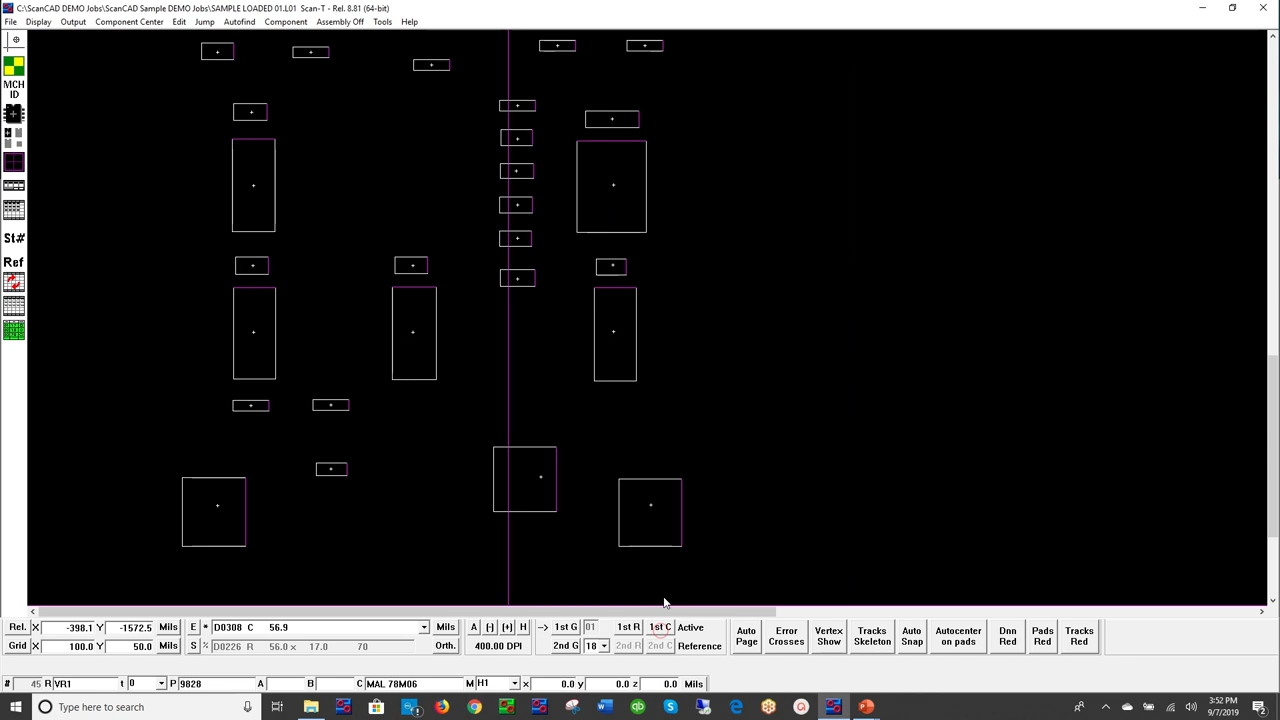 C:\ScanCAD DEMO Jobs\ScanCAD Sample DEMO Jobs\SAMPLE LOADED 01.L01 Scan-T - Rel. 8.81 (64-bit)
File Display Output Component Center Edit Jump Autofind Component Assembly Off Tools Help
MCH
ID
St#
Ref
Rel. X -398.1 Y -1572.5 Mils E * D0308 C 56.9 Mils A [-] [+] H -> 1st G 01 1st R 1st C Active
Grid X 100.0 Y 50.0 Mils S % D0226 R 56.0 x 17.0 70 Orth. 400.00 DPI 2nd G 18 2nd R 2nd C Reference
Auto Page
Error Crosses
Vertex Show
Tracks Skeleton
Auto Snap
Autocenter on pads
Dnn Red
Pads Red
Tracks Red
# 45 R VR1 t 0 P 9828 A B C MAL 78M06 M H1 x 0.0 y 0.0 z 0.0 Mils
Type here to search
3:52 PM
9/7/2019